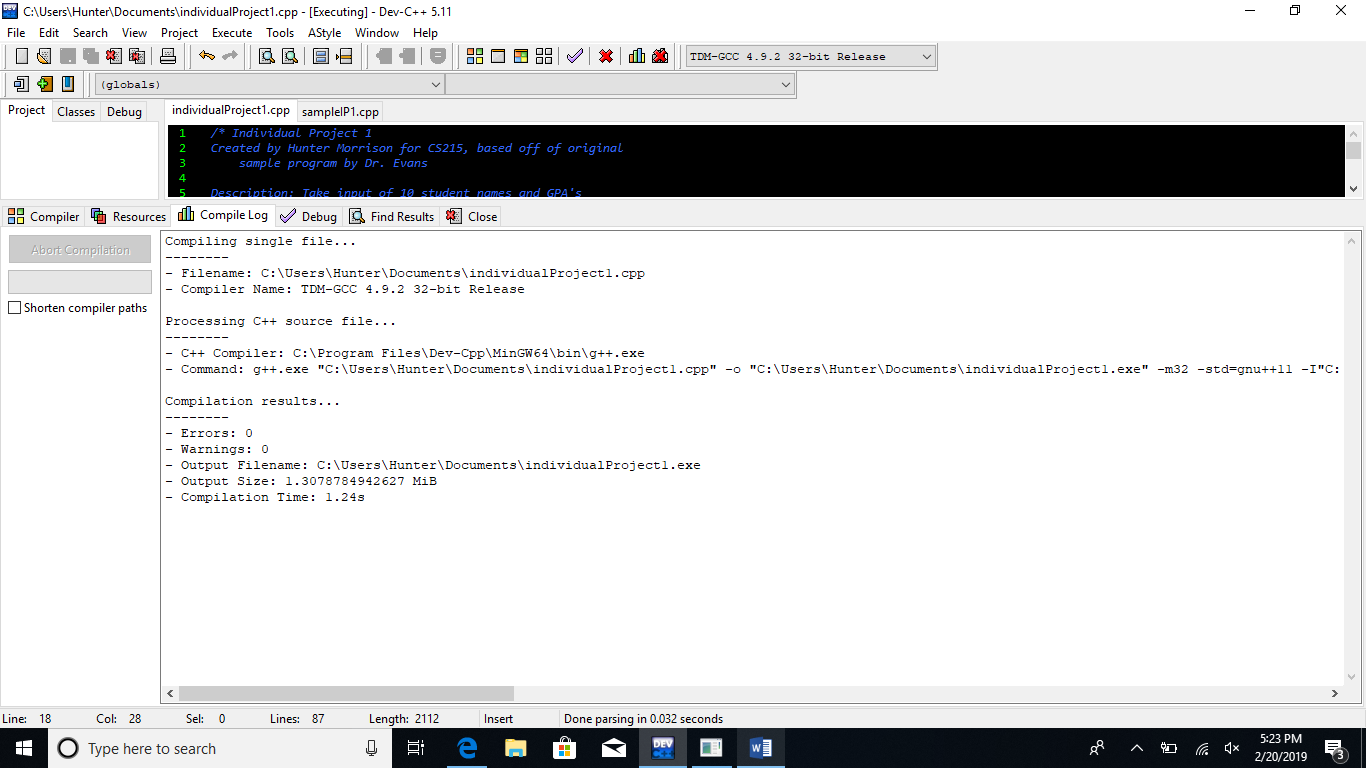 C:\Users\Hunter\Documents\individualProject1.cpp - [Executing] - Dev-C++ 5.11
File Edit Search View Project Execute Tools AStyle Window Help
TDM-GCC 4.9.2 32-bit Release
(globals)
Project Classes Debug individualProject1.cpp sampleIP1.cpp
1 /* Individual Project 1
2 Created by Hunter Morrison for CS215, based off of original
3 sample program by Dr. Evans
4
5 Description: Take input of 10 student names and GPA's
Compiler Resources Compile Log Debug Find Results Close
Abort Compilation
Shorten compiler paths
Compiling single file...
--------
- Filename: C:\Users\Hunter\Documents\individualProject1.cpp
- Compiler Name: TDM-GCC 4.9.2 32-bit Release
Processing C++ source file...
--------
- C++ Compiler: C:\Program Files\Dev-Cpp\MinGW64\bin\g++.exe
- Command: g++.exe "C:\Users\Hunter\Documents\individualProject1.cpp" -o "C:\Users\Hunter\Documents\individualProject1.exe" -m32 -std=gnu++11 -I"C:
Compilation results...
--------
- Errors: 0
- Warnings: 0
- Output Filename: C:\Users\Hunter\Documents\individualProject1.exe
- Output Size: 1.3078784942627 MiB
- Compilation Time: 1.24s
Line: 18 Col: 28 Sel: 0 Lines: 87 Length: 2112 Insert Done parsing in 0.032 seconds
Type here to search
DEV
W
5:23 PM
2/20/2019
3